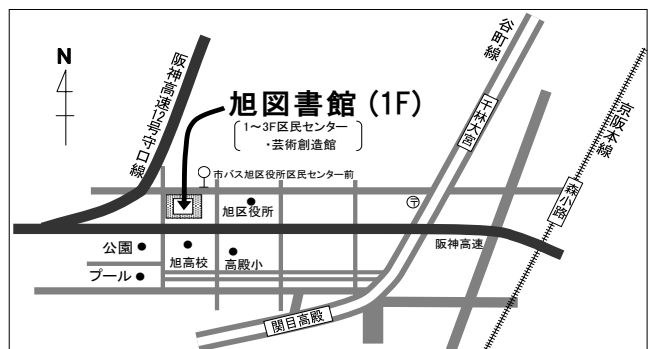 N
阪神高速12号守口線
旭図書館 (1F)
1～3F区民センター
・芸術創造館
市バス旭区役所区民センター前
谷町線
千林大宮
京阪本線
森小路
旭区役所
〒
公園
旭高校
高殿小
阪神高速
プール
関目高殿